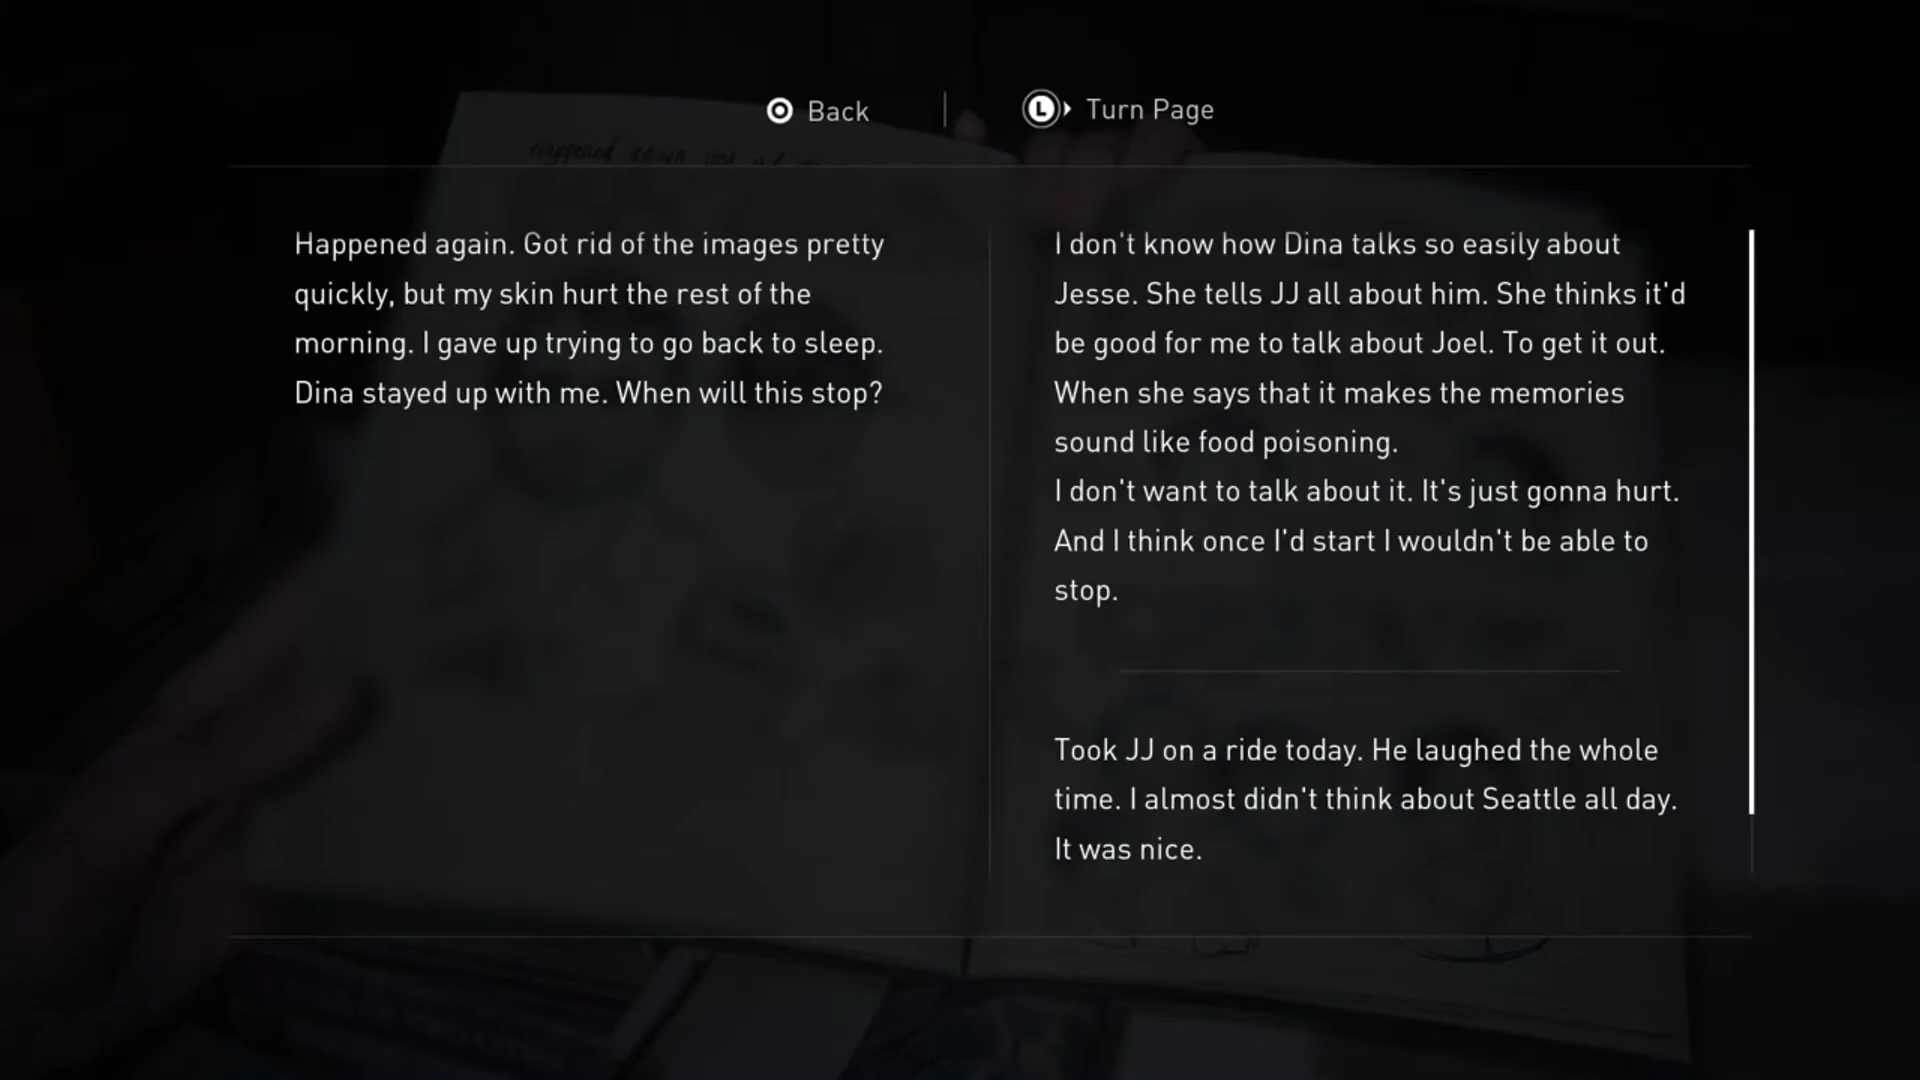 Back
Turn Page
Happened again.
Happened again. Got rid of the images pretty
quickly, but my skin hurt the rest of the
morning. I gave up trying to go back to sleep.
Dina stayed up with me. When will this stop?
I don't know how Dina talks so easily about
Jesse. She tells JJ all about him. She thinks it'd
be good for me to talk about Joel. To get it out.
When she says that it makes the memories
sound like food poisoning.
I don't want to talk about it. It's just gonna hurt.
And I think once I'd start I wouldn't be able to
stop.
Took JJ on a ride today. He laughed the whole
time. I almost didn't think about Seattle all day.
It was nice.